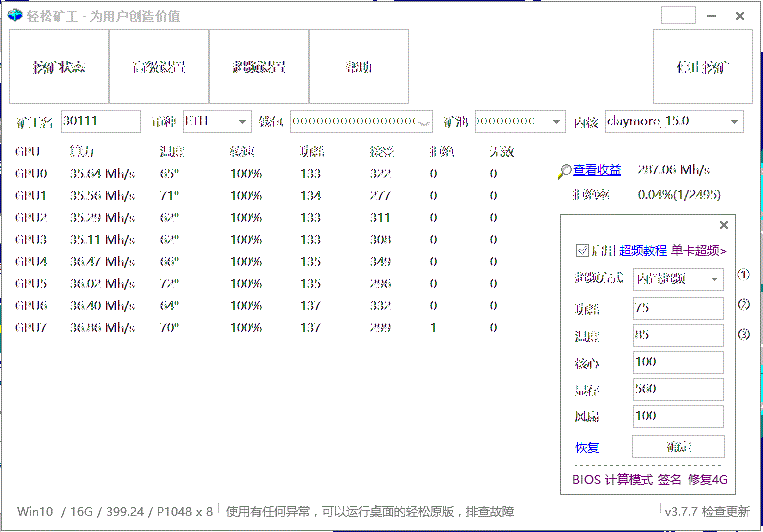 轻松矿工 - 为用户创造价值
挖矿状态 高级设置 超频设置 帮助 停止挖矿
矿工名 30111 币种 ETH 钱包 矿池 内核 claymore_15.0
GPU 算力 温度 转速 功耗 接受 拒绝 无效
GPU0 35.64 Mh/s 65° 100% 133 322 0 0
GPU1 35.56 Mh/s 71° 100% 134 277 0 0
GPU2 35.29 Mh/s 62° 100% 133 311 0 0
GPU3 35.11 Mh/s 62° 100% 133 308 0 0
GPU4 36.47 Mh/s 66° 100% 135 349 0 0
GPU5 36.02 Mh/s 72° 100% 135 296 0 0
GPU6 36.40 Mh/s 64° 100% 137 332 0 0
GPU7 36.86 Mh/s 70° 100% 137 299 1 0
查看收益 287.06 Mh/s
拒绝率 0.04%(1/2495)
启用 超频教程 单卡超频>
超频方式 内置超频 ①
功耗 75 ②
温度 85 ③
核心 100
显存 560
风扇 100
恢复 确定
BIOS 计算模式 签名 修复4G
Win10 / 16G / 399.24 / P1048 x 8 使用有任何异常，可以运行桌面的轻松原版，排查故障 v3.7.7 检查更新